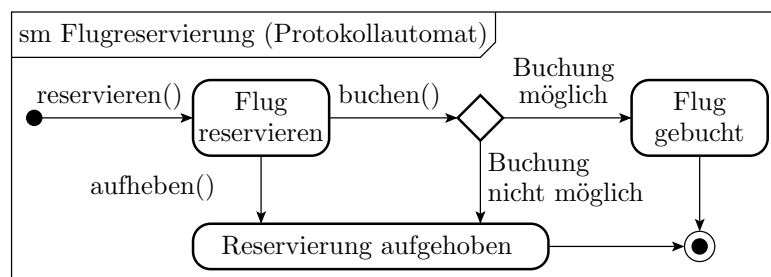 sm Flugreservierung (Protokollautomat)
reservieren()
Flug
reservieren
buchen()
Buchung
möglich
Flug
gebucht
aufheben()
Buchung
nicht möglich
Reservierung aufgehoben